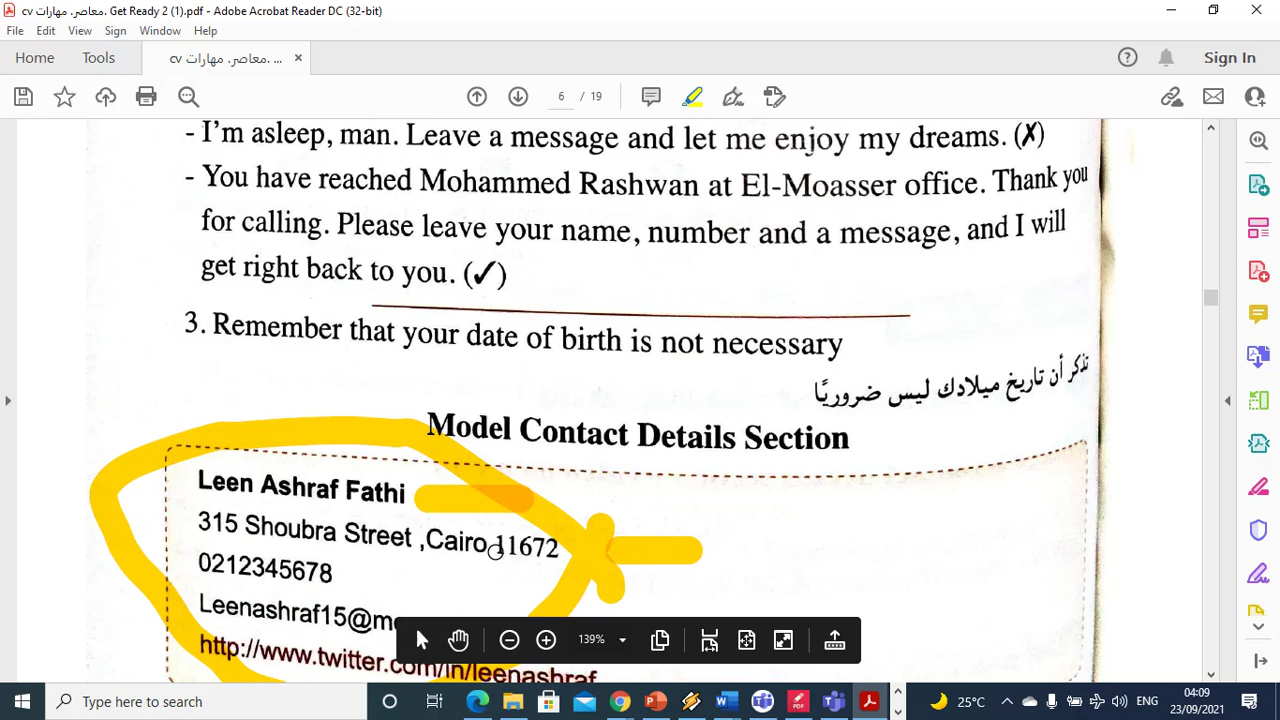 معاصر. مهارات cv. Get Ready 2 (1).pdf - Adobe Acrobat Reader DC (32-bit)
File Edit View Sign Window Help
Home Tools معاصر. مهارات cv. ... ×
Sign In
6 / 19
- I'm asleep, man. Leave a message and let me enjoy my dreams. (✗)
- You have reached Mohammed Rashwan at El-Moasser office. Thank you
for calling. Please leave your name, number and a message, and I will
get right back to you. (✓)
3. Remember that your date of birth is not necessary
تذكر أن تاريخ ميلادك ليس ضروريًا
Model Contact Details Section
Leen Ashraf Fathi
315 Shoubra Street ,Cairo 11672
0212345678
Leenashraf15@m
http://www.twitter.com/in/leenashraf
139%
Type here to search
25°C ENG 04:09
23/09/2021